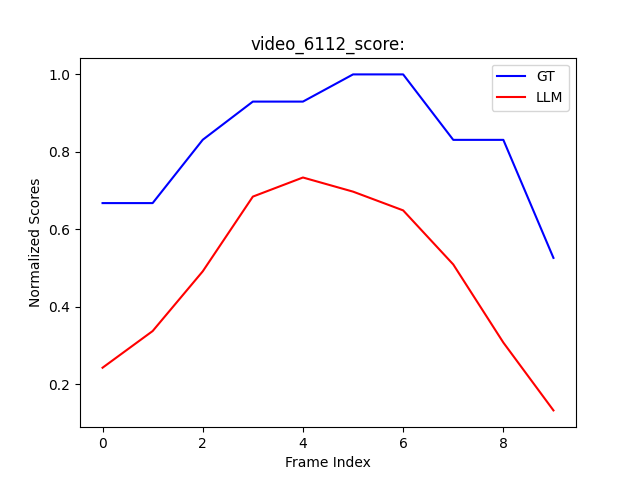 video_6112_score:
GT
LLM
1.0
0.8
0.6
0.4
0.2
Normalized Scores
0 2 4 6 8
Frame Index